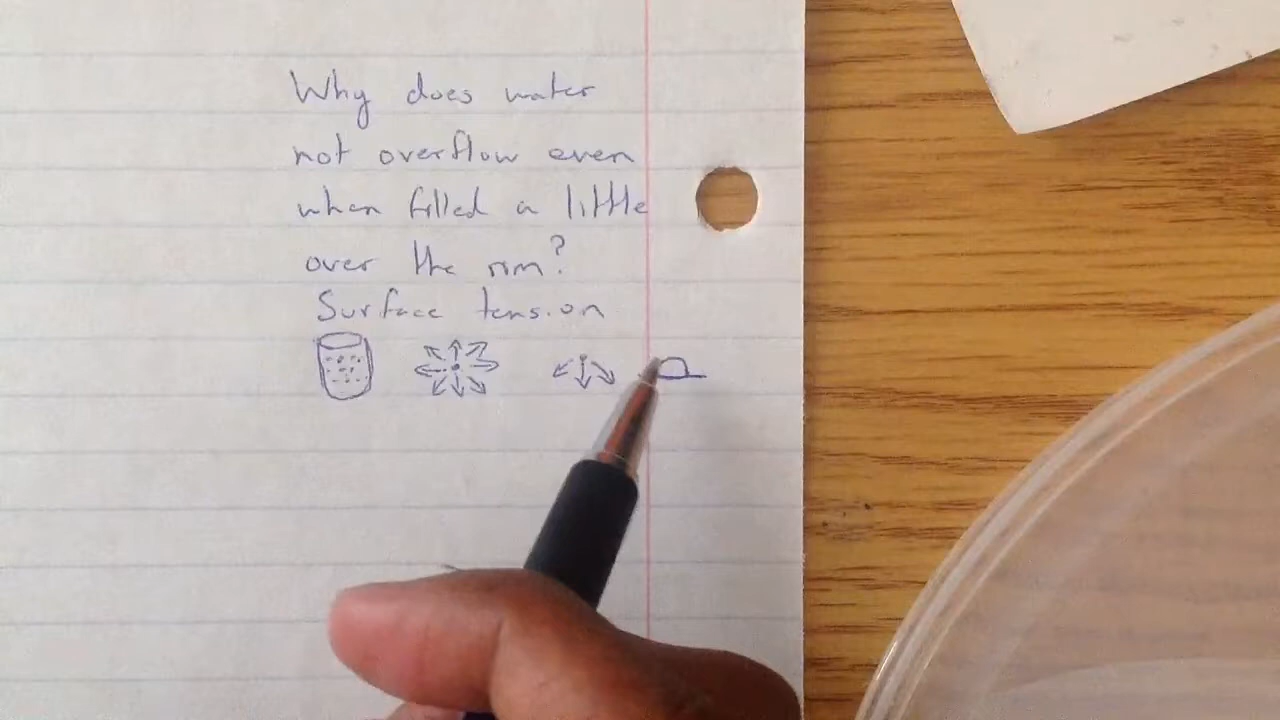 Why does water
not overflow even
when filled a little
over the rim?
Surface tension